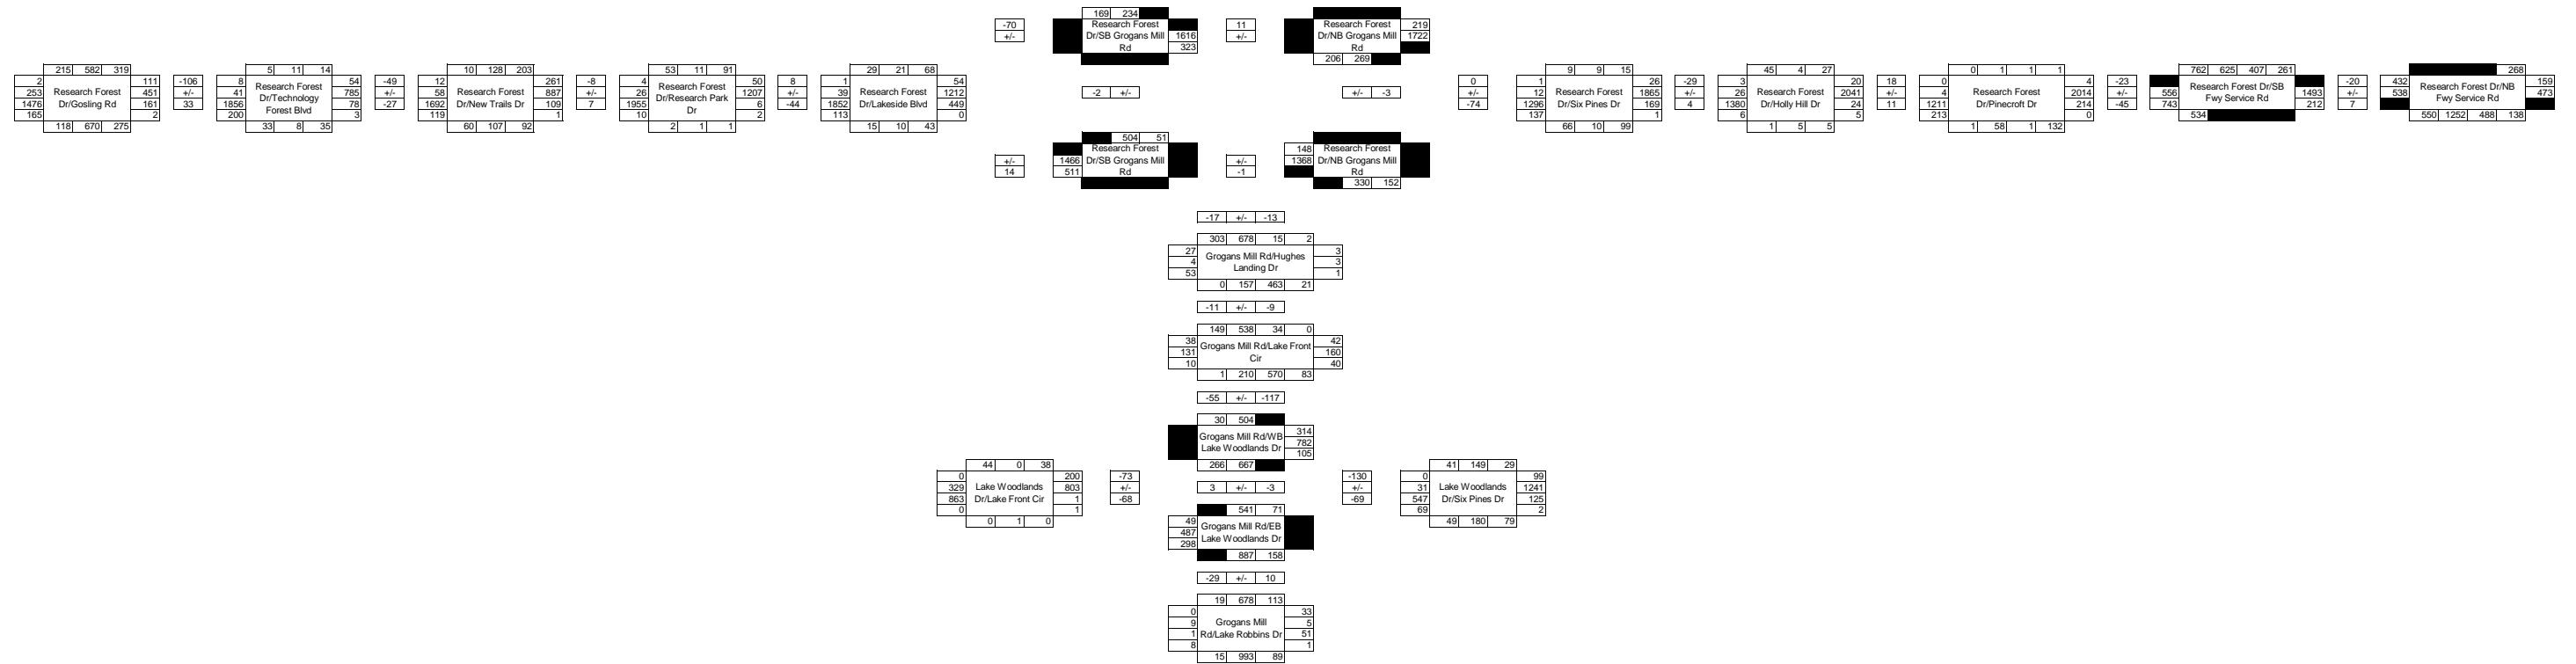 169 234
-70 Research Forest 11 Research Forest 219
+/- Dr/SB Grogans Mill 1616 +/- Dr/NB Grogans Mill 1722
Rd 323 Rd
206 269
215 582 319 5 11 14 10 128 203 53 11 91 29 21 68 9 9 15 45 4 27 0 1 1 1 762 625 407 261 268
2 111 -106 8 54 -49 12 261 -8 4 50 8 1 54 0 1 26 -29 3 20 18 0 4 -23 -20 432 159
253 Research Forest 451 +/- 41 Research Forest 785 +/- 58 Research Forest 887 +/- 26 Research Forest 1207 +/- 39 Research Forest 1212 -2 +/- +/- -3 +/- 12 Research Forest 1865 +/- 26 Research Forest 2041 +/- 4 Research Forest 2014 +/- 556 Research Forest Dr/SB 1493 +/- 538 Research Forest Dr/NB 473
1476 Dr/Gosling Rd 161 33 1856 Dr/Technology 78 -27 1692 Dr/New Trails Dr 109 7 1955 Dr/Research Park 6 -44 1852 Dr/Lakeside Blvd 449 -74 1296 Dr/Six Pines Dr 169 4 1380 Dr/Holly Hill Dr 24 11 1211 Dr/Pinecroft Dr 214 -45 743 Fwy Service Rd 212 7 Fwy Service Rd
165 2 200 Forest Blvd 3 119 1 10 Dr 2 113 0 137 1 6 5 213 0 534 550 1252 488 138
118 670 275 33 8 35 60 107 92 2 1 1 15 10 43 66 10 99 1 5 5 1 58 1 132
504 51
Research Forest 148 Research Forest
+/- 1466 Dr/SB Grogans Mill +/- 1368 Dr/NB Grogans Mill
14 511 Rd -1 Rd
330 152
-17 +/- -13
303 678 15 2
27 3
4 Grogans Mill Rd/Hughes 3
53 Landing Dr 1
0 157 463 21
-11 +/- -9
149 538 34 0
38 42
131 Grogans Mill Rd/Lake Front 160
10 Cir 40
1 210 570 83
-55 +/- -117
30 504
314
Grogans Mill Rd/WB 782
Lake Woodlands Dr 105
44 0 38 266 667 41 149 29
0 200 -73 -130 0 99
329 Lake Woodlands 803 +/- 3 +/- -3 +/- 31 Lake Woodlands 1241
863 Dr/Lake Front Cir 1 -68 -69 547 Dr/Six Pines Dr 125
0 1 69 2
0 1 0 49 180 79
541 71
49
487 Grogans Mill Rd/EB
298 Lake Woodlands Dr
887 158
-29 +/- 10
19 678 113
0 33
9 Grogans Mill 5
1 Rd/Lake Robbins Dr 51
8 1
15 993 89